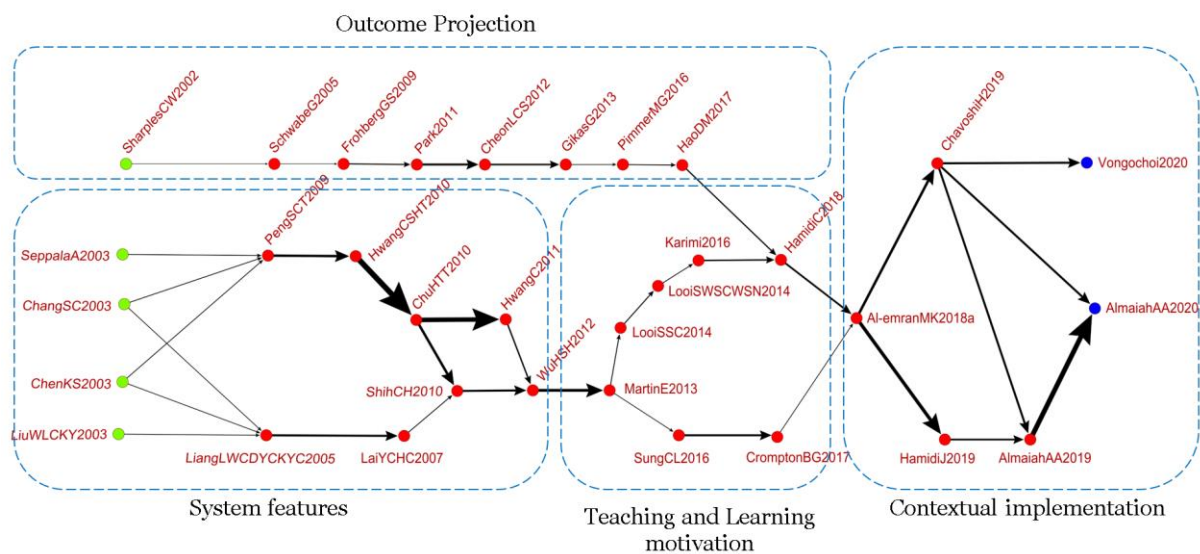 Outcome Projection
SharplesCW2002
SchwabeG2005
FrohbergGS2009
Park2011
CheonLCS2012
GikasG2013
PimmerMG2016
HaoDM2017
ChavoshiH2019
Vongochoi2020
SeppalaA2003
ChangSC2003
ChenKS2003
LiuWLCKY2003
PengSCT2009
HwangCSHT2010
ChuHTT2010
HwangC2011
ShihCH2010
WuHSH2012
LiangLWCDYCKYC2005
LaiYCHC2007
Karimi2016
HamidiC2018
LooiSWSCWSN2014
LooiSSC2014
MartinE2013
SungCL2016
CromptonBG2017
Al-emranMK2018a
AlmaiahAA2020
HamidiJ2019
AlmaiahAA2019
System features
Teaching and Learning
motivation
Contextual implementation